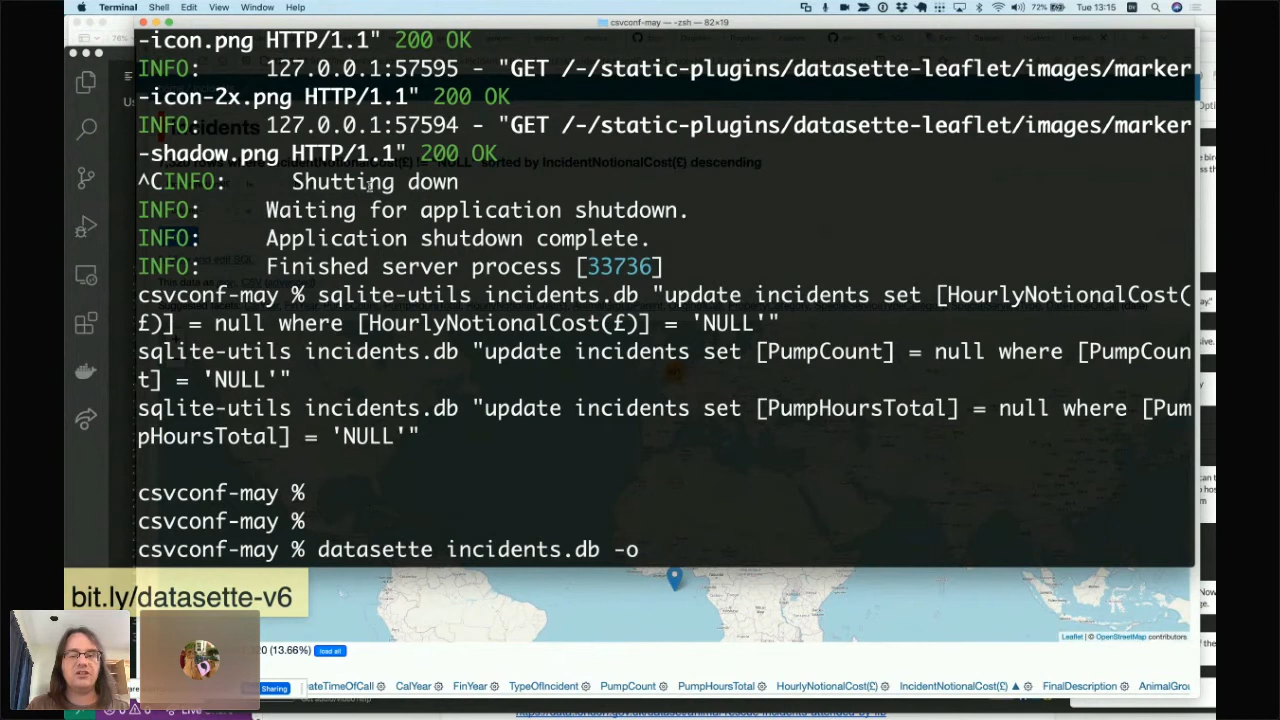 Terminal Shell Edit View Window Help
72% Tue 13:15
csvconf-may — -zsh — 82×19
-icon.png HTTP/1.1" 200 OK
INFO: 127.0.0.1:57595 - "GET /-/static-plugins/datasette-leaflet/images/marker
-icon-2x.png HTTP/1.1" 200 OK
INFO: 127.0.0.1:57594 - "GET /-/static-plugins/datasette-leaflet/images/marker
-shadow.png HTTP/1.1" 200 OK
^CINFO: Shutting down
INFO: Waiting for application shutdown.
INFO: Application shutdown complete.
INFO: Finished server process [33736]
csvconf-may % sqlite-utils incidents.db "update incidents set [HourlyNotionalCost(
£)] = null where [HourlyNotionalCost(£)] = 'NULL'"
sqlite-utils incidents.db "update incidents set [PumpCount] = null where [PumpCoun
t] = 'NULL'"
sqlite-utils incidents.db "update incidents set [PumpHoursTotal] = null where [Pum
pHoursTotal] = 'NULL'"
csvconf-may %
csvconf-may %
csvconf-may % datasette incidents.db -o
bit.ly/datasette-v6
Leaflet | © OpenStreetMap contributors
(13.66%) load all
Sharing
CalYear FinYear TypeOfIncident PumpCount PumpHoursTotal HourlyNotionalCost(£) IncidentNotionalCost(£) ▲ FinalDescription